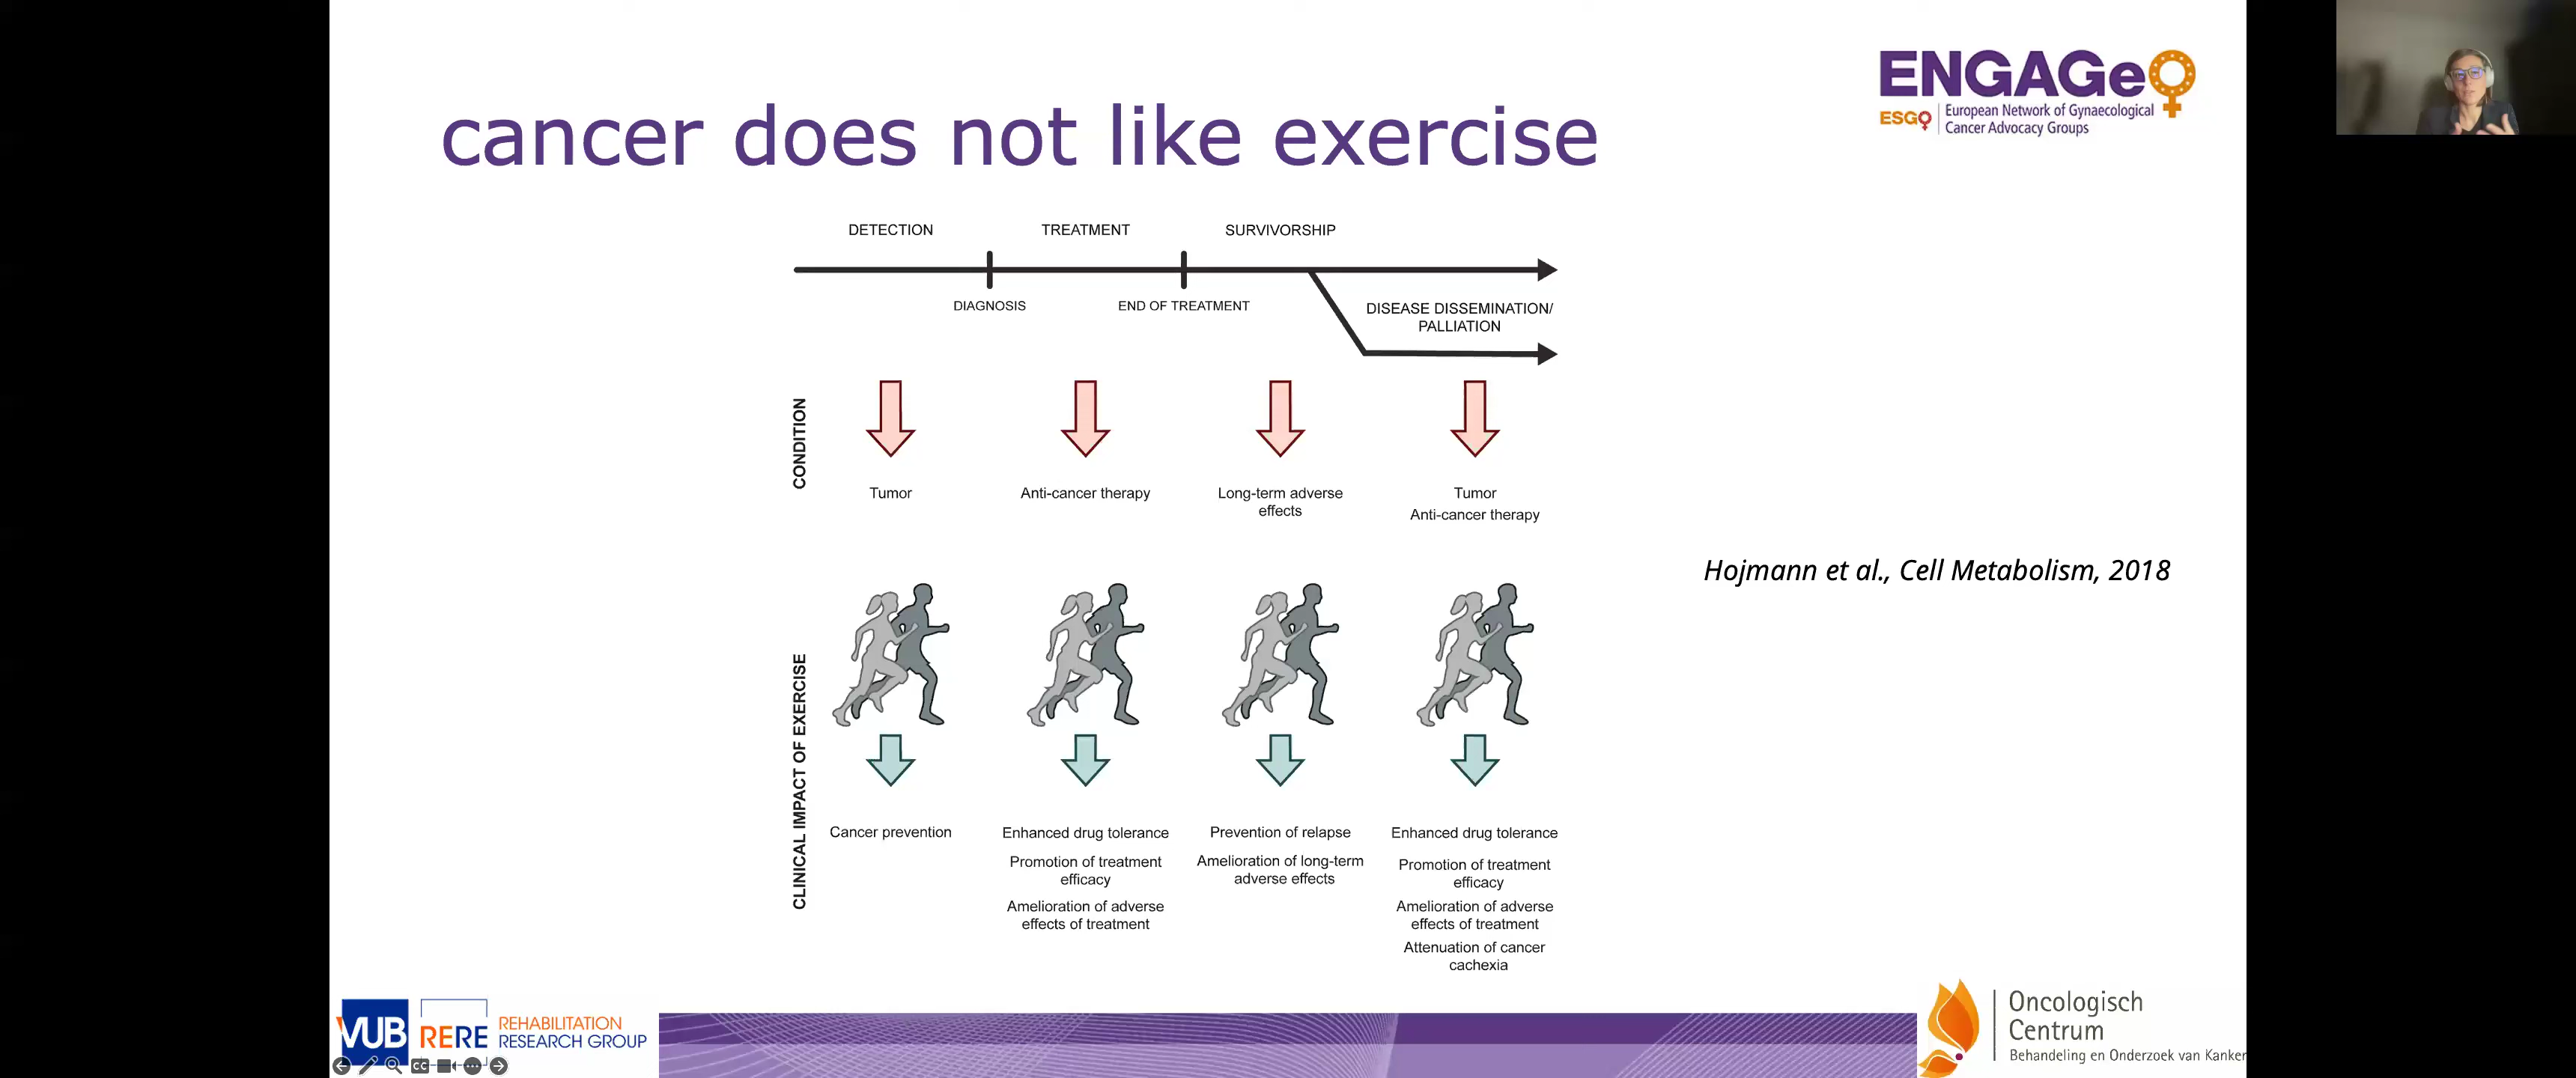 ENGAGe
ESGO
European Network of Gynaecological
Cancer Advocacy Groups
cancer does not like exercise
DETECTION
TREATMENT
SURVIVORSHIP
DIAGNOSIS
END OF TREATMENT
DISEASE DISSEMINATION/
PALLIATION
CONDITION
Tumor
Anti-cancer therapy
Long-term adverse
effects
Tumor
Anti-cancer therapy
Hojmann et al., Cell Metabolism, 2018
CLINICAL IMPACT OF EXERCISE
Cancer prevention
Enhanced drug tolerance
Promotion of treatment
efficacy
Amelioration of adverse
effects of treatment
Prevention of relapse
Amelioration of long-term
adverse effects
Enhanced drug tolerance
Promotion of treatment
efficacy
Amelioration of adverse
effects of treatment
Attenuation of cancer
cachexia
VUB
RERE
REHABILITATION
RESEARCH GROUP
CC
Oncologisch
Centrum
Behandeling en Onderzoek van Kanker